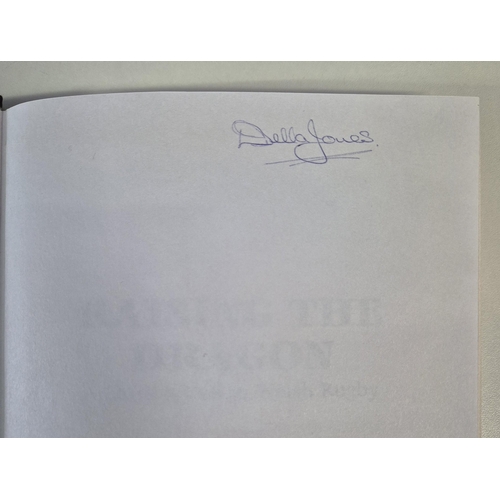 Della Jones.
RAISING THE
DRAGON
Welsh Rugby